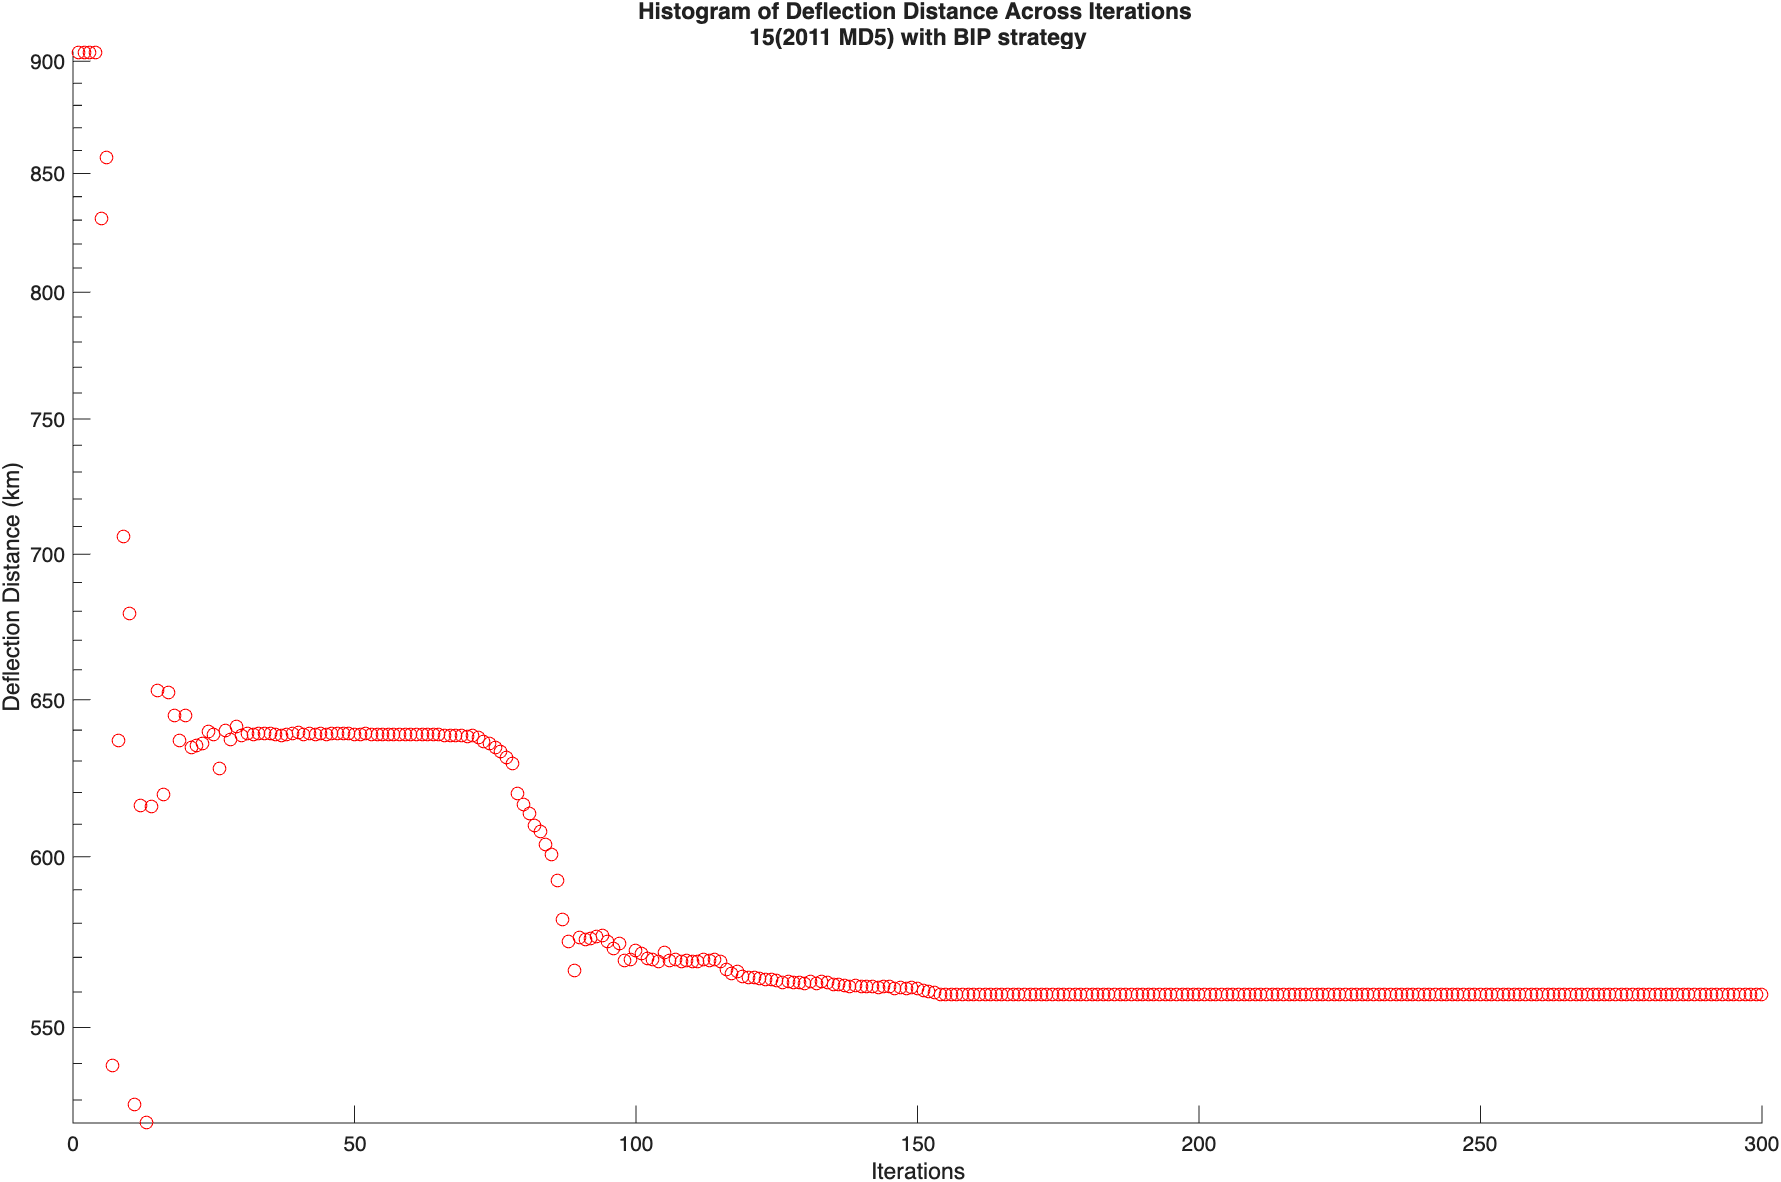 Histogram of Deflection Distance Across Iterations
15(2011 MD5) with BIP strategy
900
850
800
750
700
650
600
550
Deflection Distance (km)
0 50 100 150 200 250 300
Iterations